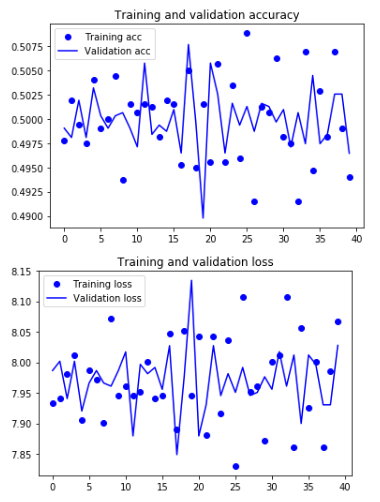 Training and validation accuracy
Training acc
Validation acc
0.5075
0.5050
0.5025
0.5000
0.4975
0.4950
0.4925
0.4900
0 5 10 15 20 25 30 35 40
Training and validation loss
8.15
Training loss
Validation loss
8.10
8.05
8.00
7.95
7.90
7.85
0 5 10 15 20 25 30 35 40